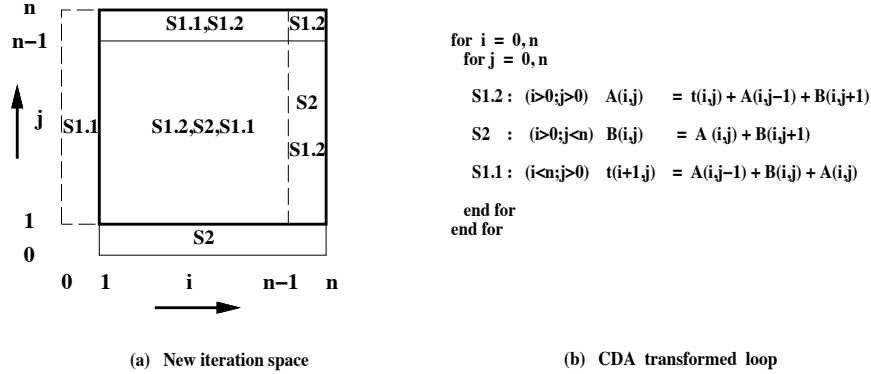 n
S1.1,S1.2
S1.2
n−1
j
S1.1
S1.2,S2,S1.1
S2
S1.2
1
S2
0
0 1 i n−1 n
(a) New iteration space
for i = 0, n
for j = 0, n
S1.2 : (i>0;j>0) A(i,j) = t(i,j) + A(i,j−1) + B(i,j+1)
S2 : (i>0;j<n) B(i,j) = A (i,j) + B(i,j+1)
S1.1 : (i<n;j>0) t(i+1,j) = A(i,j−1) + B(i,j) + A(i,j)
end for
end for
(b) CDA transformed loop